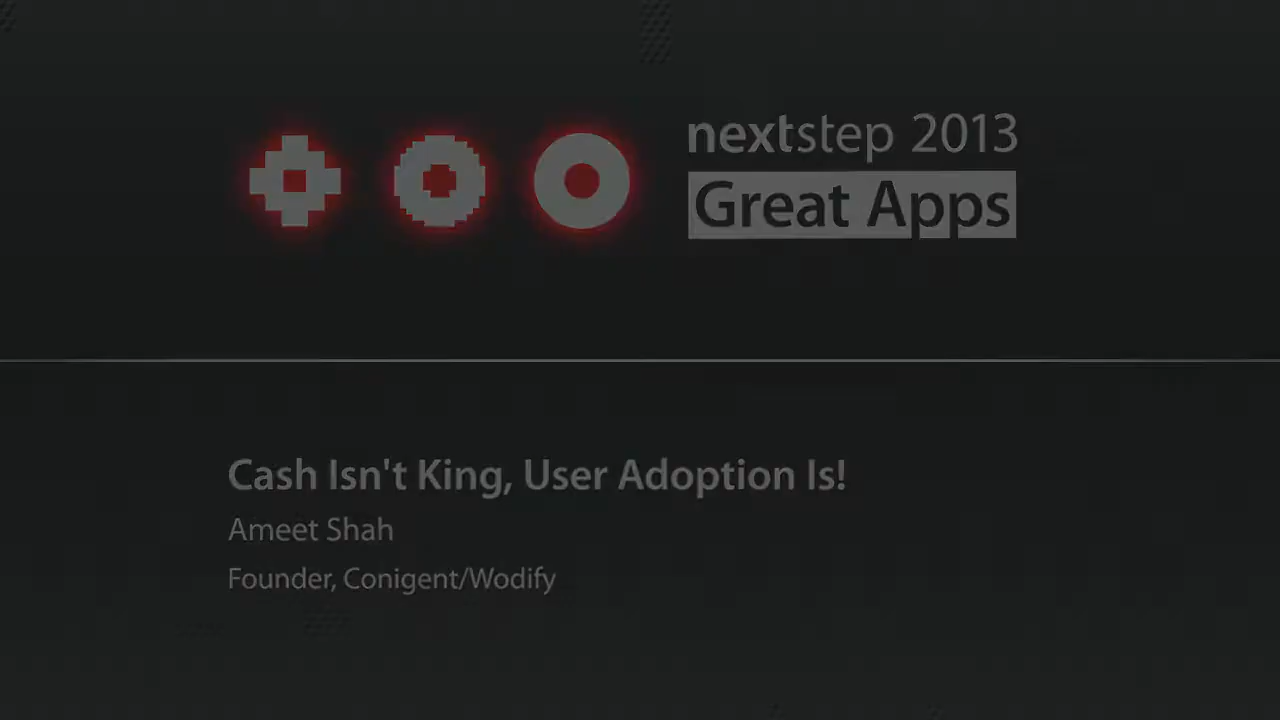 nextstep 2013
Great Apps
Cash Isn't King, User Adoption Is!
Ameet Shah
Founder, Conigent/Wodify